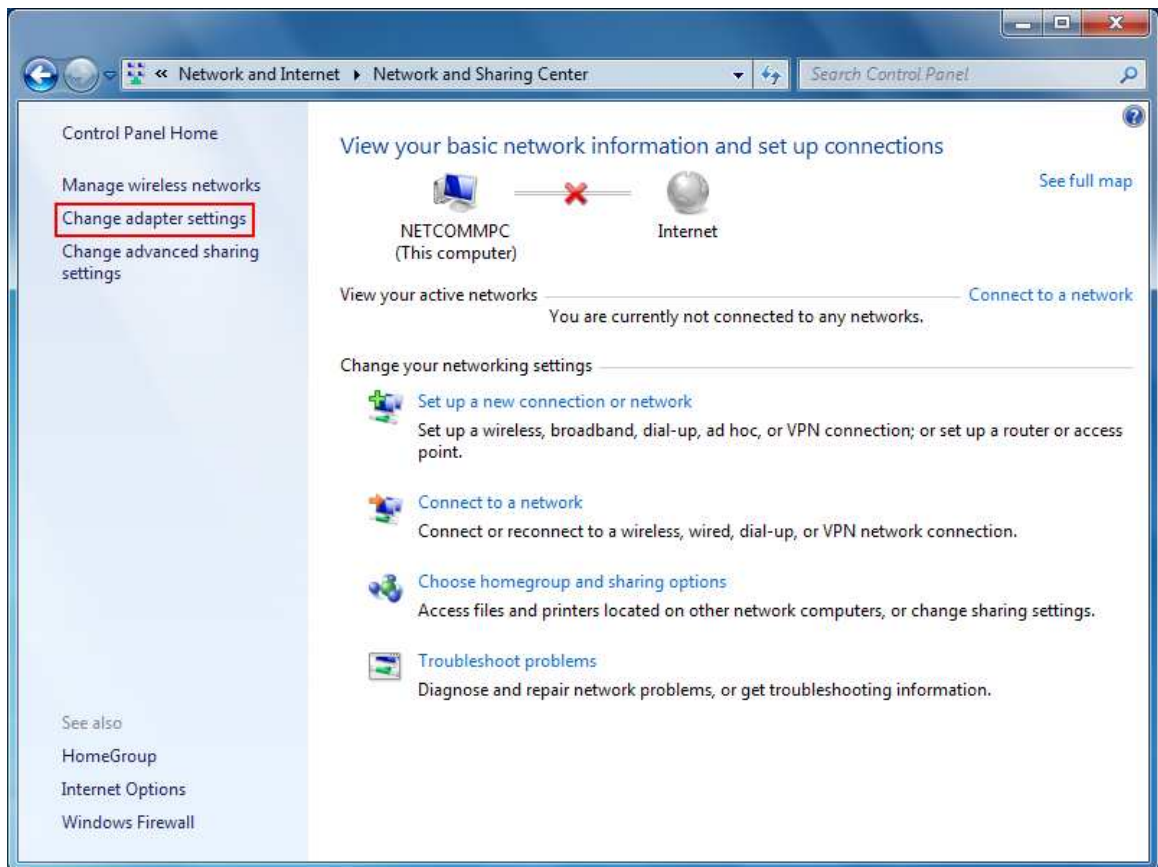 « Network and Internet ▸ Network and Sharing Center
Search Control Panel
Control Panel Home
Manage wireless networks
Change adapter settings
Change advanced sharing
settings
See also
HomeGroup
Internet Options
Windows Firewall
View your basic network information and set up connections
See full map
NETCOMMPC
(This computer)
Internet
View your active networks
Connect to a network
You are currently not connected to any networks.
Change your networking settings
Set up a new connection or network
Set up a wireless, broadband, dial-up, ad hoc, or VPN connection; or set up a router or access
point.
Connect to a network
Connect or reconnect to a wireless, wired, dial-up, or VPN network connection.
Choose homegroup and sharing options
Access files and printers located on other network computers, or change sharing settings.
Troubleshoot problems
Diagnose and repair network problems, or get troubleshooting information.